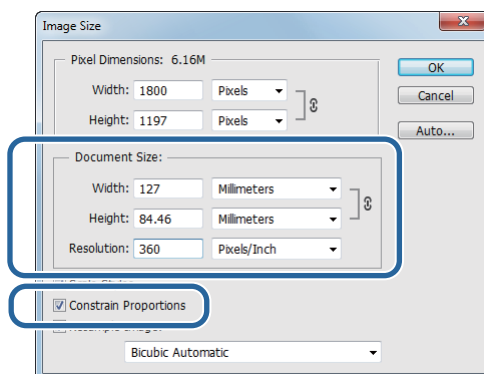 Image Size
Pixel Dimensions: 6.16M
Width: 1800 Pixels
Height: 1197 Pixels
OK
Cancel
Auto...
Document Size:
Width: 127 Millimeters
Height: 84.46 Millimeters
Resolution: 360 Pixels/Inch
Constrain Proportions
Bicubic Automatic